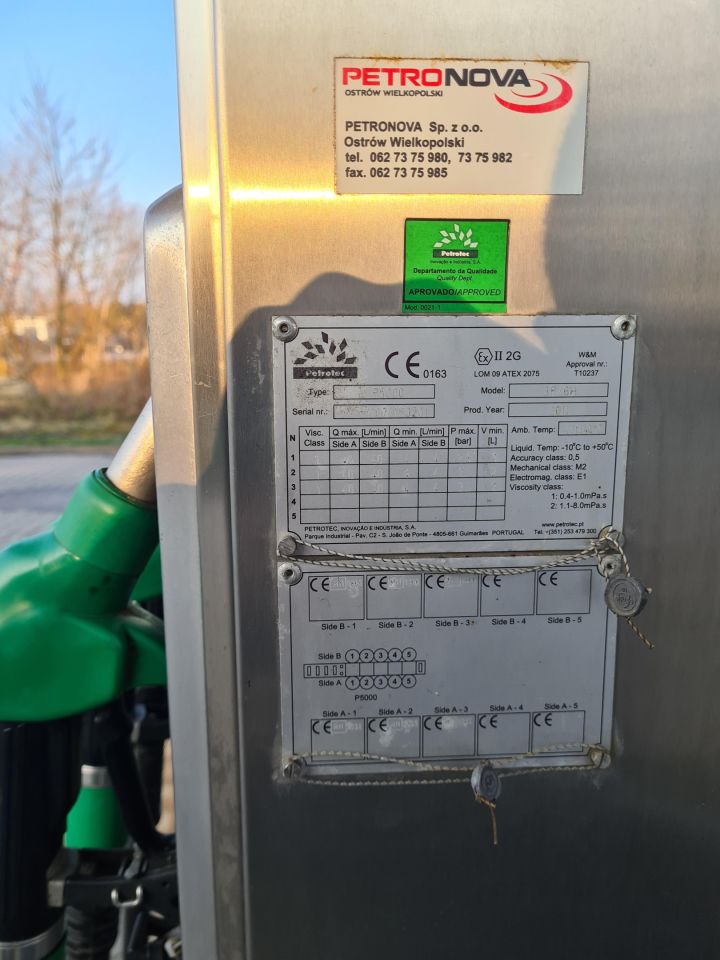 PETRONOVA
OSTRÓW WIELKOPOLSKI
PETRONOVA Sp. z o.o.
Ostrów Wielkopolski
tel. 062 73 75 980, 73 75 982
fax. 062 73 75 985
Petrotec
Inovação e Indústria, S.A.
Departamento da Qualidade
Quality Dept
APROVADO/APPROVED
Mod. 0021-1
Petrotec
CE 0163
Ex II 2G
LOM 09 ATEX 2075
W&M
Approval nr.:
T10237
Type:
Model:
Serial nr.:
Prod. Year:
Amb. Temp:
N Visc. Class Q máx. [L/min] Q min. [L/min] P máx. [bar] V min. [L]
Side A Side B Side A Side B
1
2
3
4
5
Liquid. Temp: -10°C to +50°C
Accuracy class: 0,5
Mechanical class: M2
Electromag. class: E1
Viscosity class:
1: 0.4-1.0mPa.s
2: 1.1-8.0mPa.s
PETROTEC, INOVAÇÃO E INDÚSTRIA, S.A.
Parque Industrial - Pav. C2 - S. João de Ponte - 4805-661 Guimarães PORTUGAL
www.petrotec.pt
Tel. +(351) 253 479 300
CE CE CE CE CE
Side B - 1 Side B - 2 Side B - 3 Side B - 4 Side B - 5
Side B 1 2 3 4 5
Side A 1 2 3 4 5
P5000
Side A - 1 Side A - 2 Side A - 3 Side A - 4 Side A - 5
CE CE CE CE CE